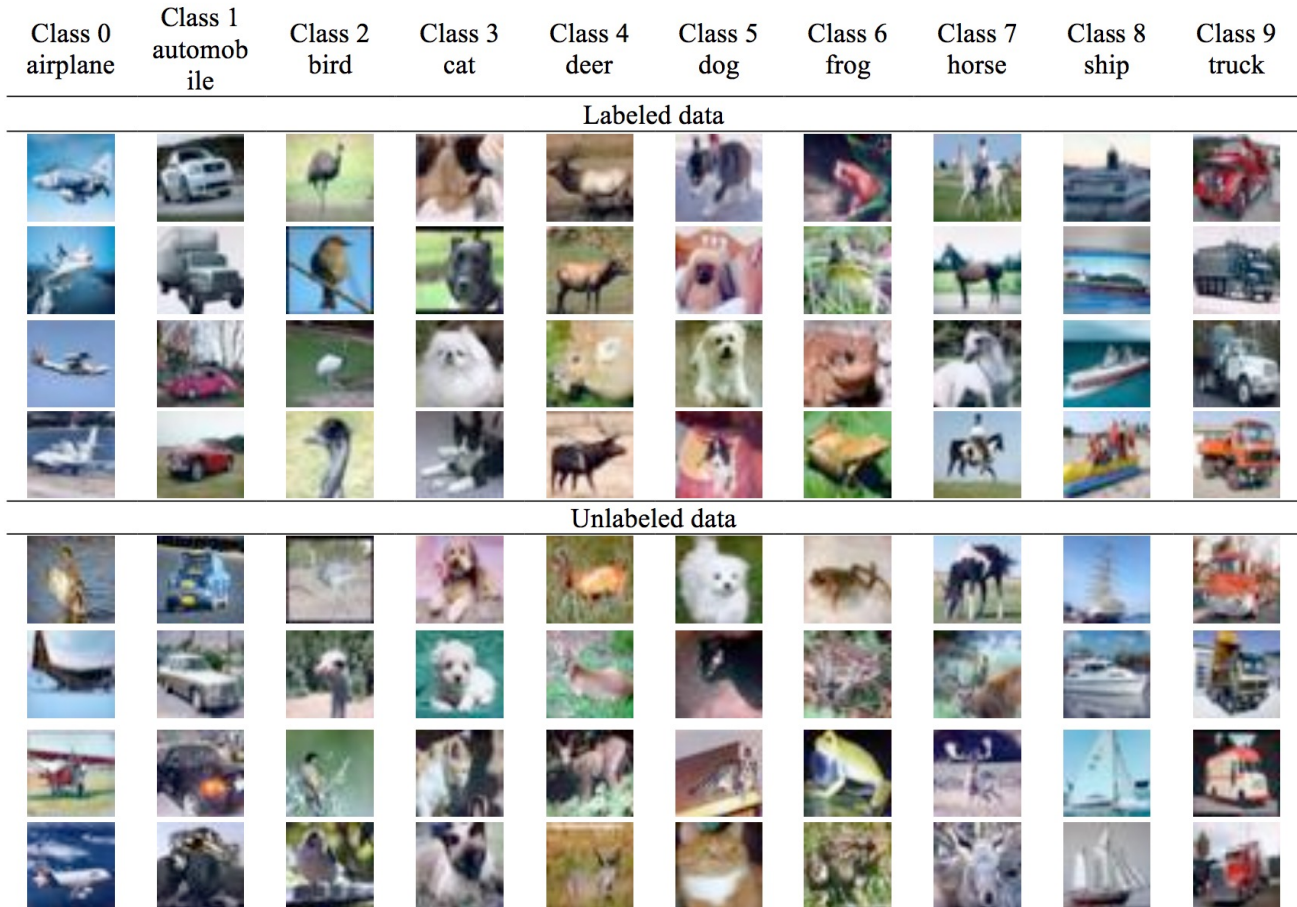 Class 0 airplane
Class 1 automob ile
Class 2 bird
Class 3 cat
Class 4 deer
Class 5 dog
Class 6 frog
Class 7 horse
Class 8 ship
Class 9 truck
Labeled data
Unlabeled data